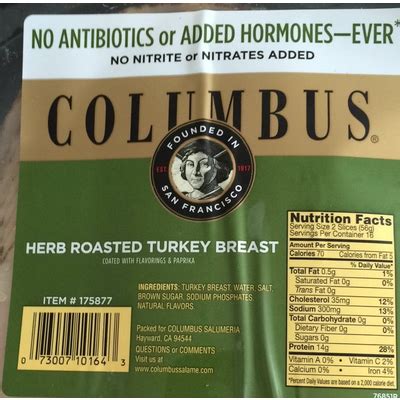 NO ANTIBIOTICS or ADDED HORMONES—EVER*
NO NITRITE or NITRATES ADDED
COLUMBUS®
FOUNDED IN
EST. 1917
SAN FRANCISCO
HERB ROASTED TURKEY BREAST
COATED WITH FLAVORINGS & PAPRIKA
ITEM # 175877
0 73007 10164 3
INGREDIENTS: TURKEY BREAST, WATER, SALT,
BROWN SUGAR, SODIUM PHOSPHATES,
NATURAL FLAVORS.
Packed for COLUMBUS SALUMERIA
Hayward, CA 94544
QUESTIONS or COMMENTS
Visit us at
www.columbussalame.com
Nutrition Facts
Serving Size 2 Slices (56g)
Servings Per Container 16
Amount Per Serving
Calories 70 Calories from Fat 5
% Daily Value*
Total Fat 0.5g 1%
Saturated Fat 0g 0%
Trans Fat 0g
Cholesterol 35mg 12%
Sodium 300mg 13%
Total Carbohydrate 0g 0%
Dietary Fiber 0g 0%
Sugars 0g
Protein 14g 28%
Vitamin A 0% • Vitamin C 2%
Calcium 0% • Iron 4%
*Percent Daily Values are based on a 2,000 calorie diet.
76851R